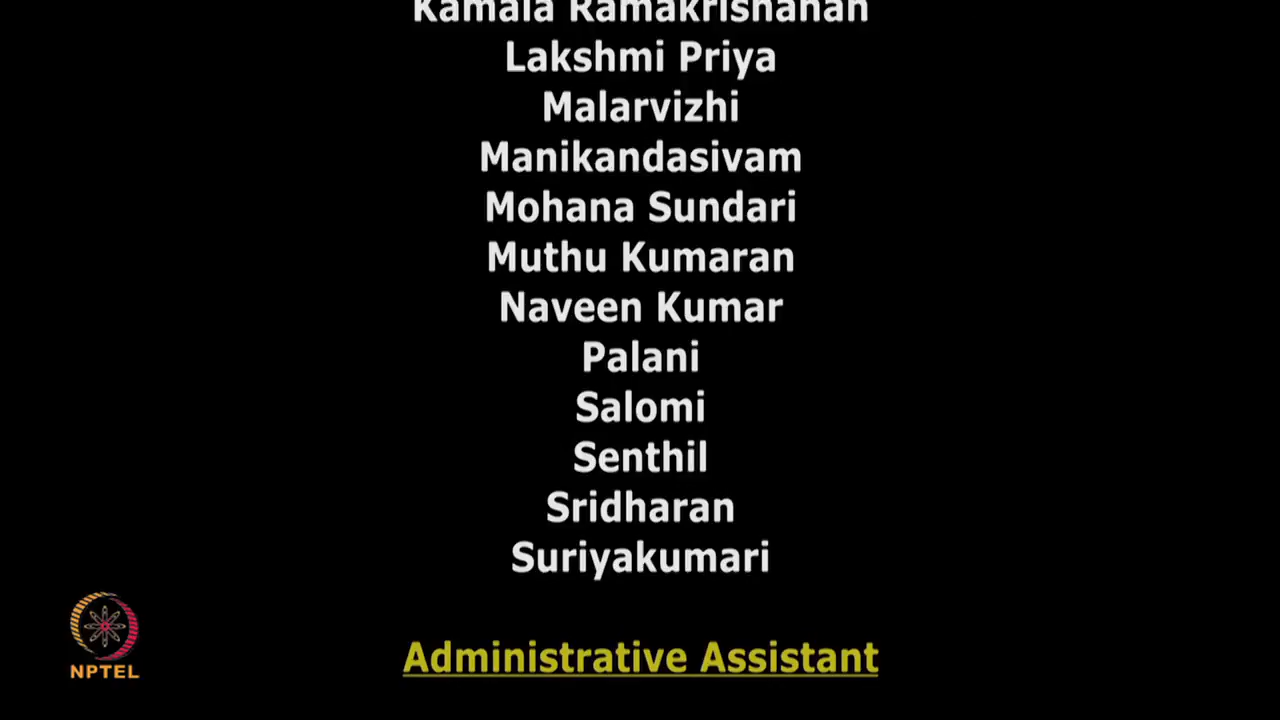 Kamala Ramakrishanan
Lakshmi Priya
Malarvizhi
Manikandasivam
Mohana Sundari
Muthu Kumaran
Naveen Kumar
Palani
Salomi
Senthil
Sridharan
Suriyakumari
Administrative Assistant
NPTEL